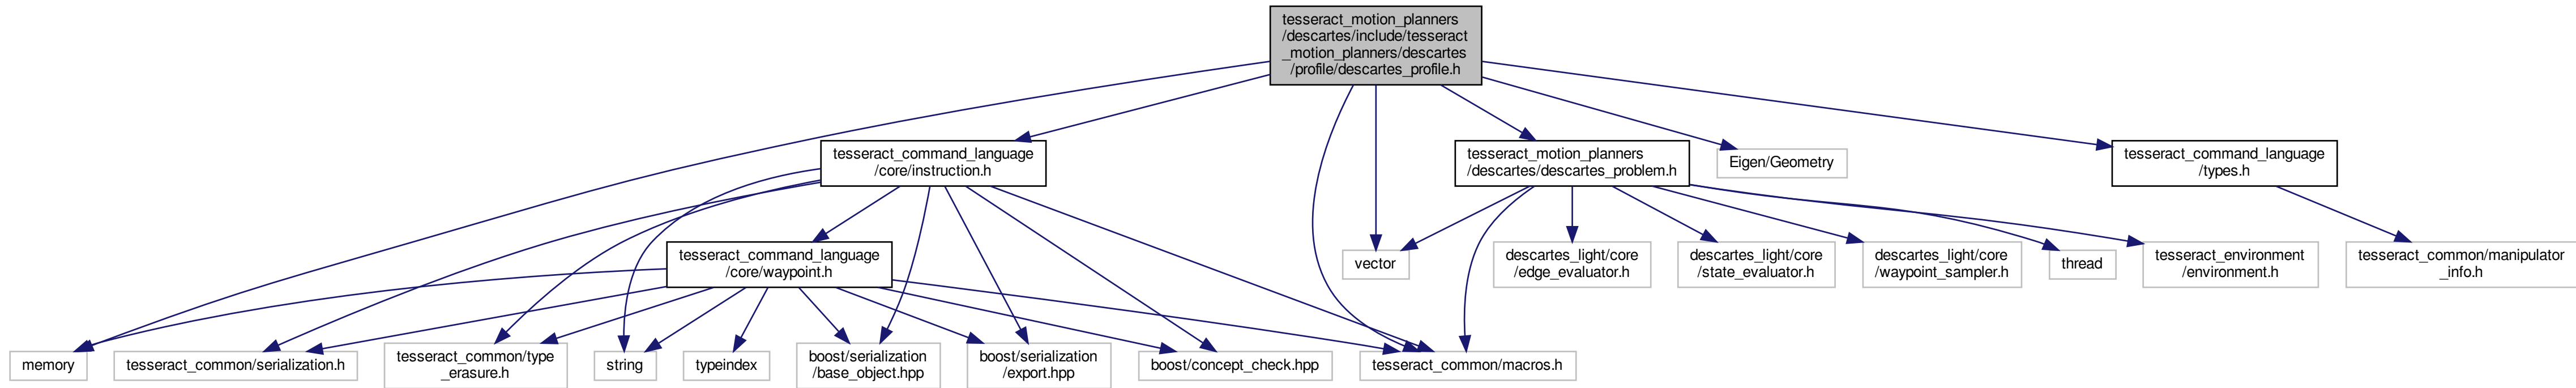 tesseract_motion_planners
/descartes/include/tesseract
_motion_planners/descartes
/profile/descartes_profile.h
tesseract_command_language
/core/instruction.h
tesseract_motion_planners
/descartes/descartes_problem.h
Eigen/Geometry
tesseract_command_language
/types.h
tesseract_command_language
/core/waypoint.h
vector
descartes_light/core
/edge_evaluator.h
descartes_light/core
/state_evaluator.h
descartes_light/core
/waypoint_sampler.h
thread
tesseract_environment
/environment.h
tesseract_common/manipulator
_info.h
memory
tesseract_common/serialization.h
tesseract_common/type
_erasure.h
string
typeindex
boost/serialization
/base_object.hpp
boost/serialization
/export.hpp
boost/concept_check.hpp
tesseract_common/macros.h